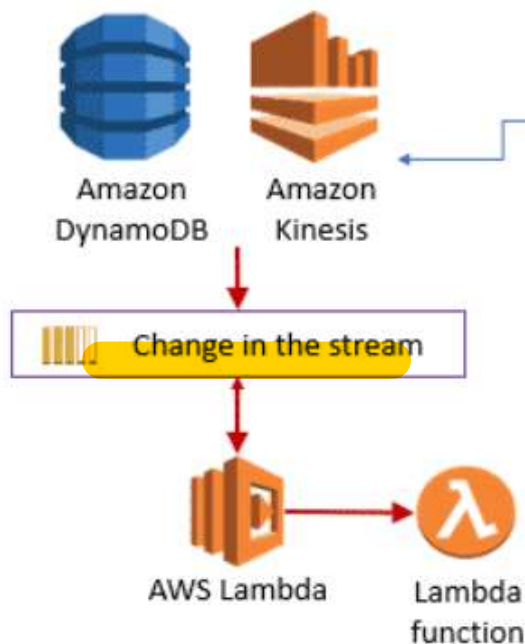 Amazon
DynamoDB
Amazon
Kinesis
Change in the stream
AWS Lambda
Lambda
function